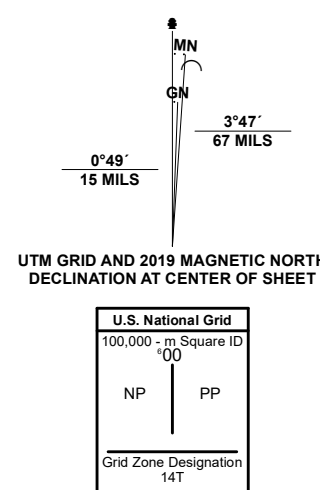 MN
GN
3°47´
67 MILS
0°49´
15 MILS
UTM GRID AND 2019 MAGNETIC NORTH
DECLINATION AT CENTER OF SHEET
U.S. National Grid
100,000 - m Square ID
⁶00
NP PP
Grid Zone Designation
14T